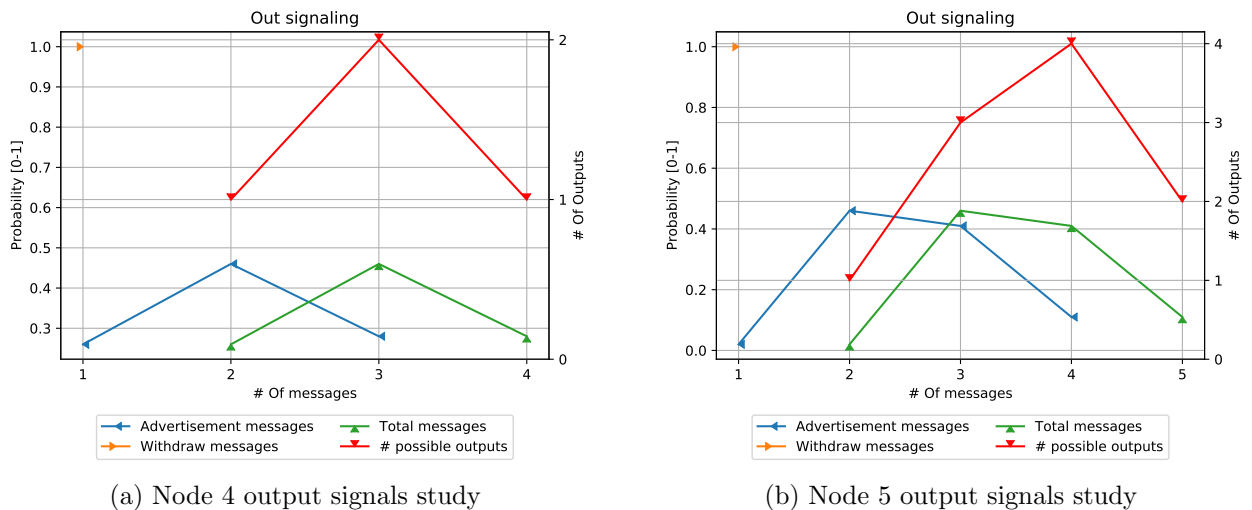 Out signaling
Probability [0-1]
1.0
0.9
0.8
0.7
0.6
0.5
0.4
0.3
2
1
0
# Of Outputs
1 2 3 4
# Of messages
Advertisement messages
Withdraw messages
Total messages
# possible outputs
(a) Node 4 output signals study
Out signaling
Probability [0-1]
1.0
0.8
0.6
0.4
0.2
0.0
4
3
2
1
0
# Of Outputs
1 2 3 4 5
# Of messages
Advertisement messages
Withdraw messages
Total messages
# possible outputs
(b) Node 5 output signals study